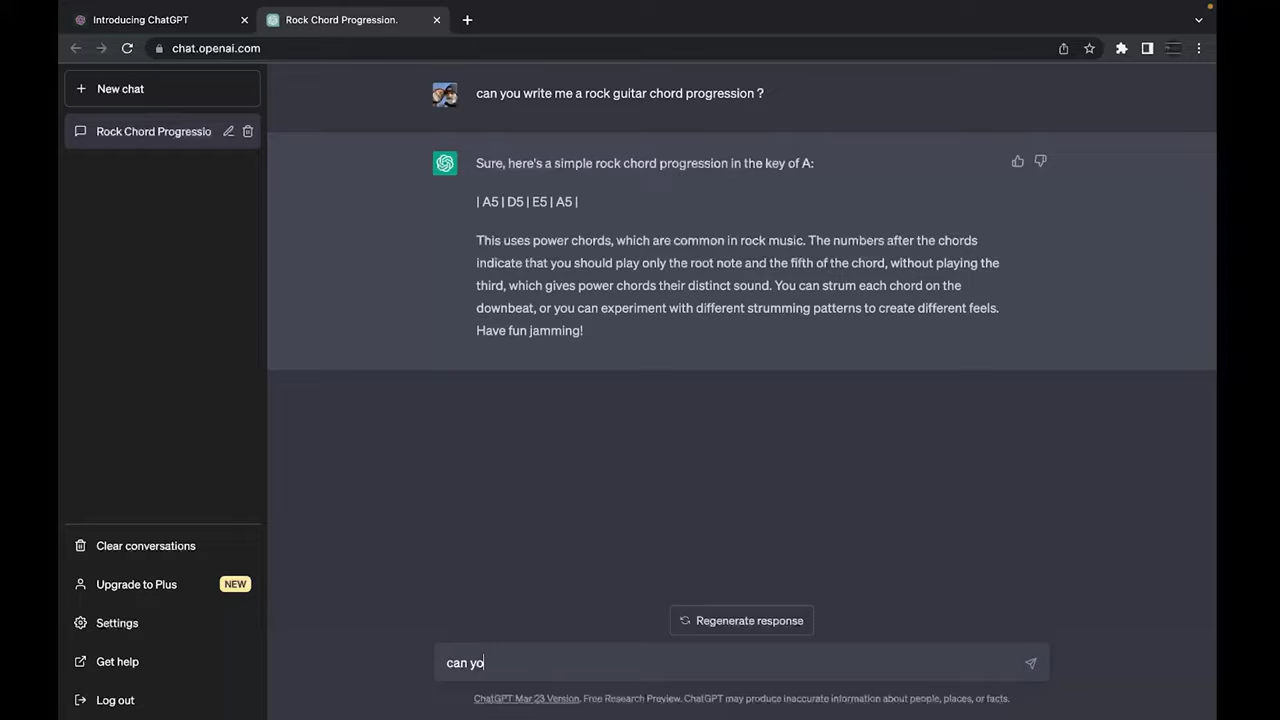 Introducing ChatGPT
Rock Chord Progression.
chat.openai.com
New chat
Rock Chord Progressio
can you write me a rock guitar chord progression ?
Sure, here's a simple rock chord progression in the key of A:
| A5 | D5 | E5 | A5 |
This uses power chords, which are common in rock music. The numbers after the chords
indicate that you should play only the root note and the fifth of the chord, without playing the
third, which gives power chords their distinct sound. You can strum each chord on the
downbeat, or you can experiment with different strumming patterns to create different feels.
Have fun jamming!
Clear conversations
Upgrade to Plus NEW
Settings
Get help
Log out
Regenerate response
can yo
ChatGPT Mar 23 Version. Free Research Preview. ChatGPT may produce inaccurate information about people, places, or facts.